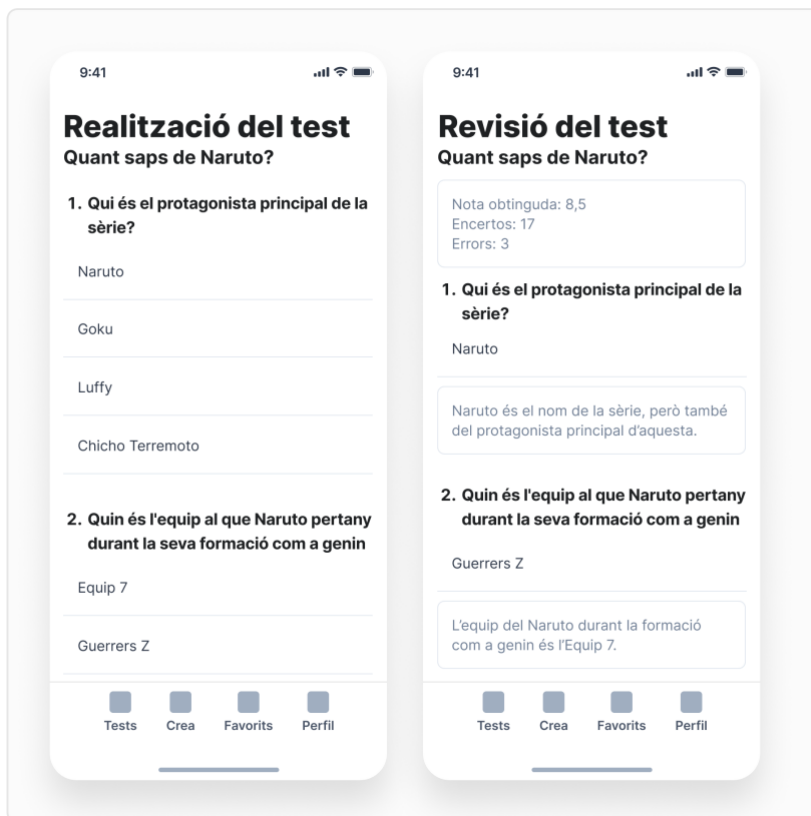 9:41
Realització del test
Quant saps de Naruto?
1. Qui és el protagonista principal de la
sèrie?
Naruto
Goku
Luffy
Chicho Terremoto
2. Quin és l'equip al que Naruto pertany
durant la seva formació com a genin
Equip 7
Guerrers Z
Tests Crea Favorits Perfil
9:41
Revisió del test
Quant saps de Naruto?
Nota obtinguda: 8,5
Encertos: 17
Errors: 3
1. Qui és el protagonista principal de la
sèrie?
Naruto
Naruto és el nom de la sèrie, però també
del protagonista principal d'aquesta.
2. Quin és l'equip al que Naruto pertany
durant la seva formació com a genin
Guerrers Z
L'equip del Naruto durant la formació
com a genin és l'Equip 7.
Tests Crea Favorits Perfil